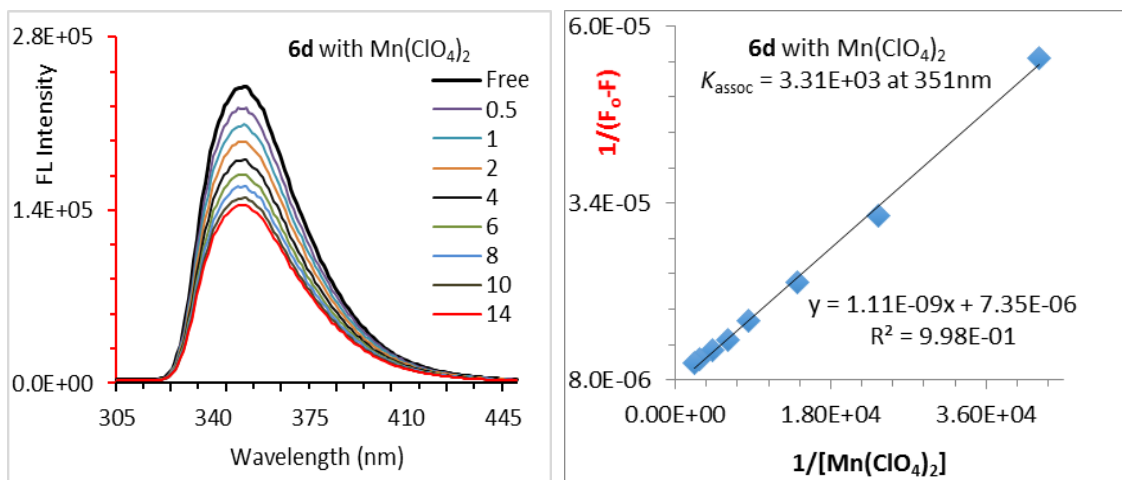 2.8E+05
1.4E+05
0.0E+00
FL Intensity
6d with Mn(ClO₄)₂
Free
0.5
1
2
4
6
8
10
14
305 340 375 410 445
Wavelength (nm)
6.0E-05
3.4E-05
8.0E-06
1/(Fₒ-F)
6d with Mn(ClO₄)₂
Kassoc = 3.31E+03 at 351nm
y = 1.11E-09x + 7.35E-06
R² = 9.98E-01
0.00E+00 1.80E+04 3.60E+04
1/[Mn(ClO₄)₂]